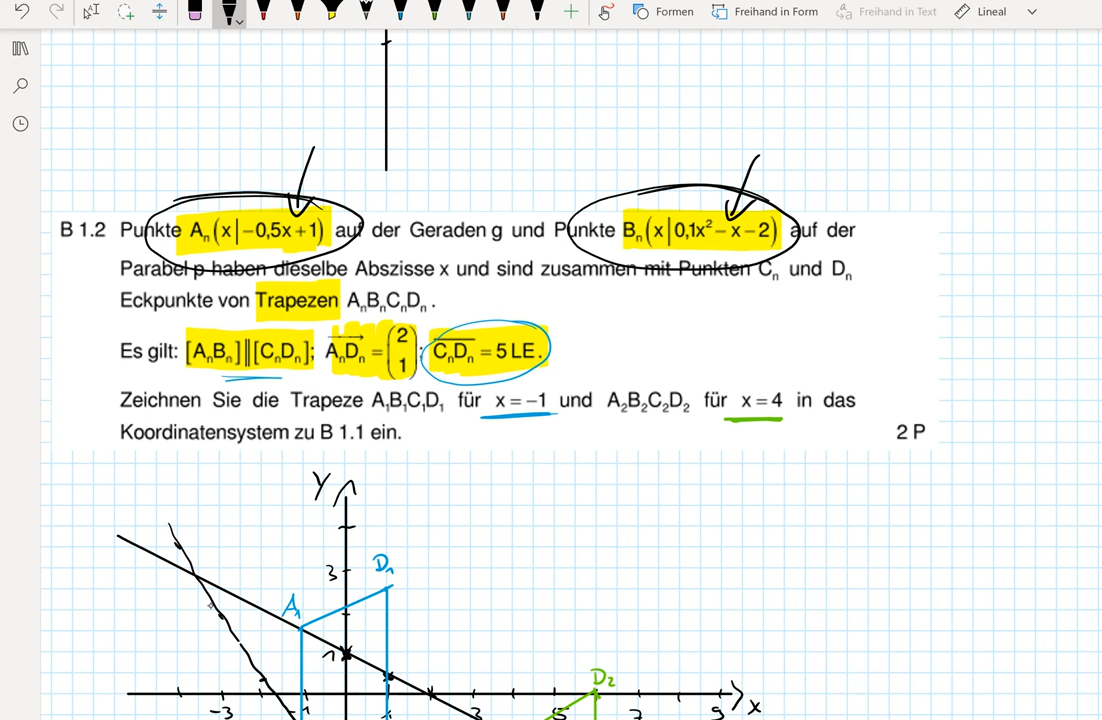 Formen Freihand in Form Freihand in Text Lineal
B 1.2 Punkte Aₙ(x|−0,5x+1) auf der Geraden g und Punkte Bₙ(x|0,1x²−x−2) auf der
Parabel p haben dieselbe Abszisse x und sind zusammen mit Punkten Cₙ und Dₙ
Eckpunkte von Trapezen AₙBₙCₙDₙ.
Es gilt: [AₙBₙ]||[CₙDₙ]; AₙDₙ = (2 1); CₙDₙ = 5 LE.
Zeichnen Sie die Trapeze A₁B₁C₁D₁ für x = −1 und A₂B₂C₂D₂ für x = 4 in das
Koordinatensystem zu B 1.1 ein. 2 P
y
D₁
3
A₁
1
D₂
-3 -1 1 3 5 7 9 x